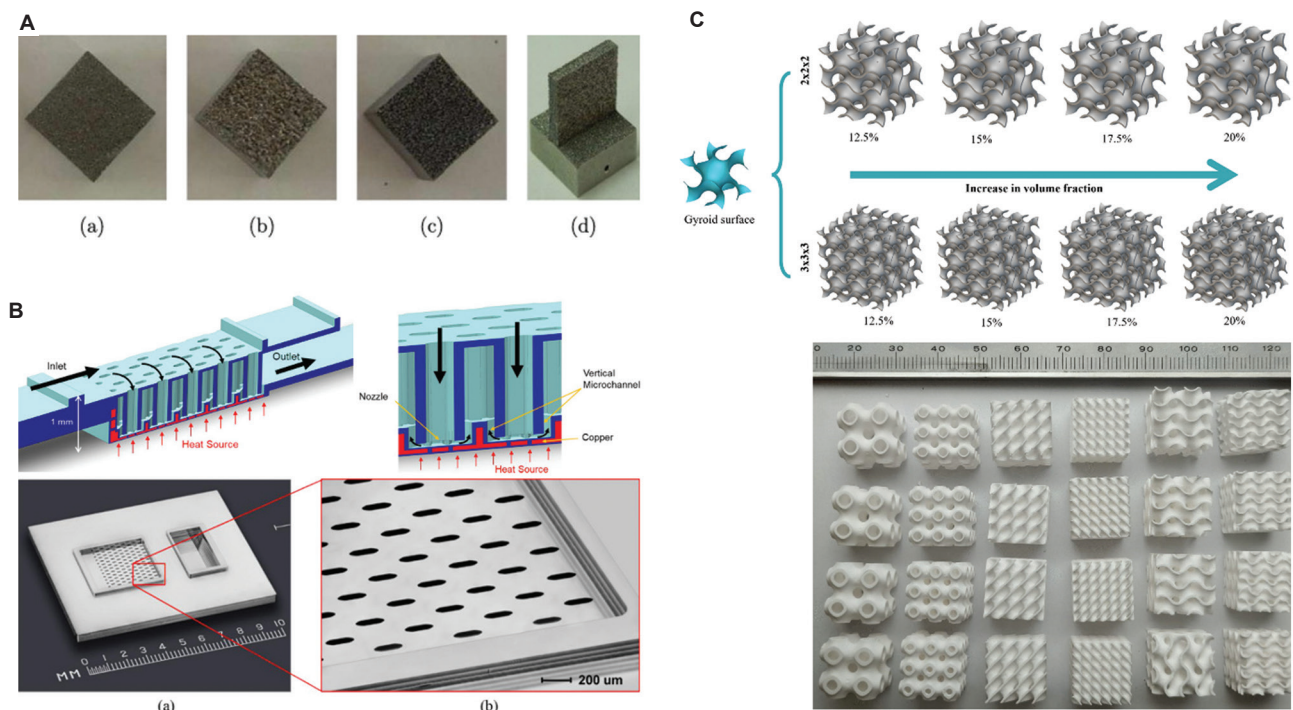 A
(a)
(b)
(c)
(d)
B
Inlet
Outlet
1 mm
Heat Source
Nozzle
Vertical
Microchannel
Copper
Heat Source
MM
0 1 2 3 4 5 6 7 8 9 10
200 um
(a)
(b)
C
2x2x2
12.5%
15%
17.5%
20%
Gyroid surface
Increase in volume fraction
3x3x3
12.5%
15%
17.5%
20%
10 20 30 40 50 60 70 80 90 100 110 120